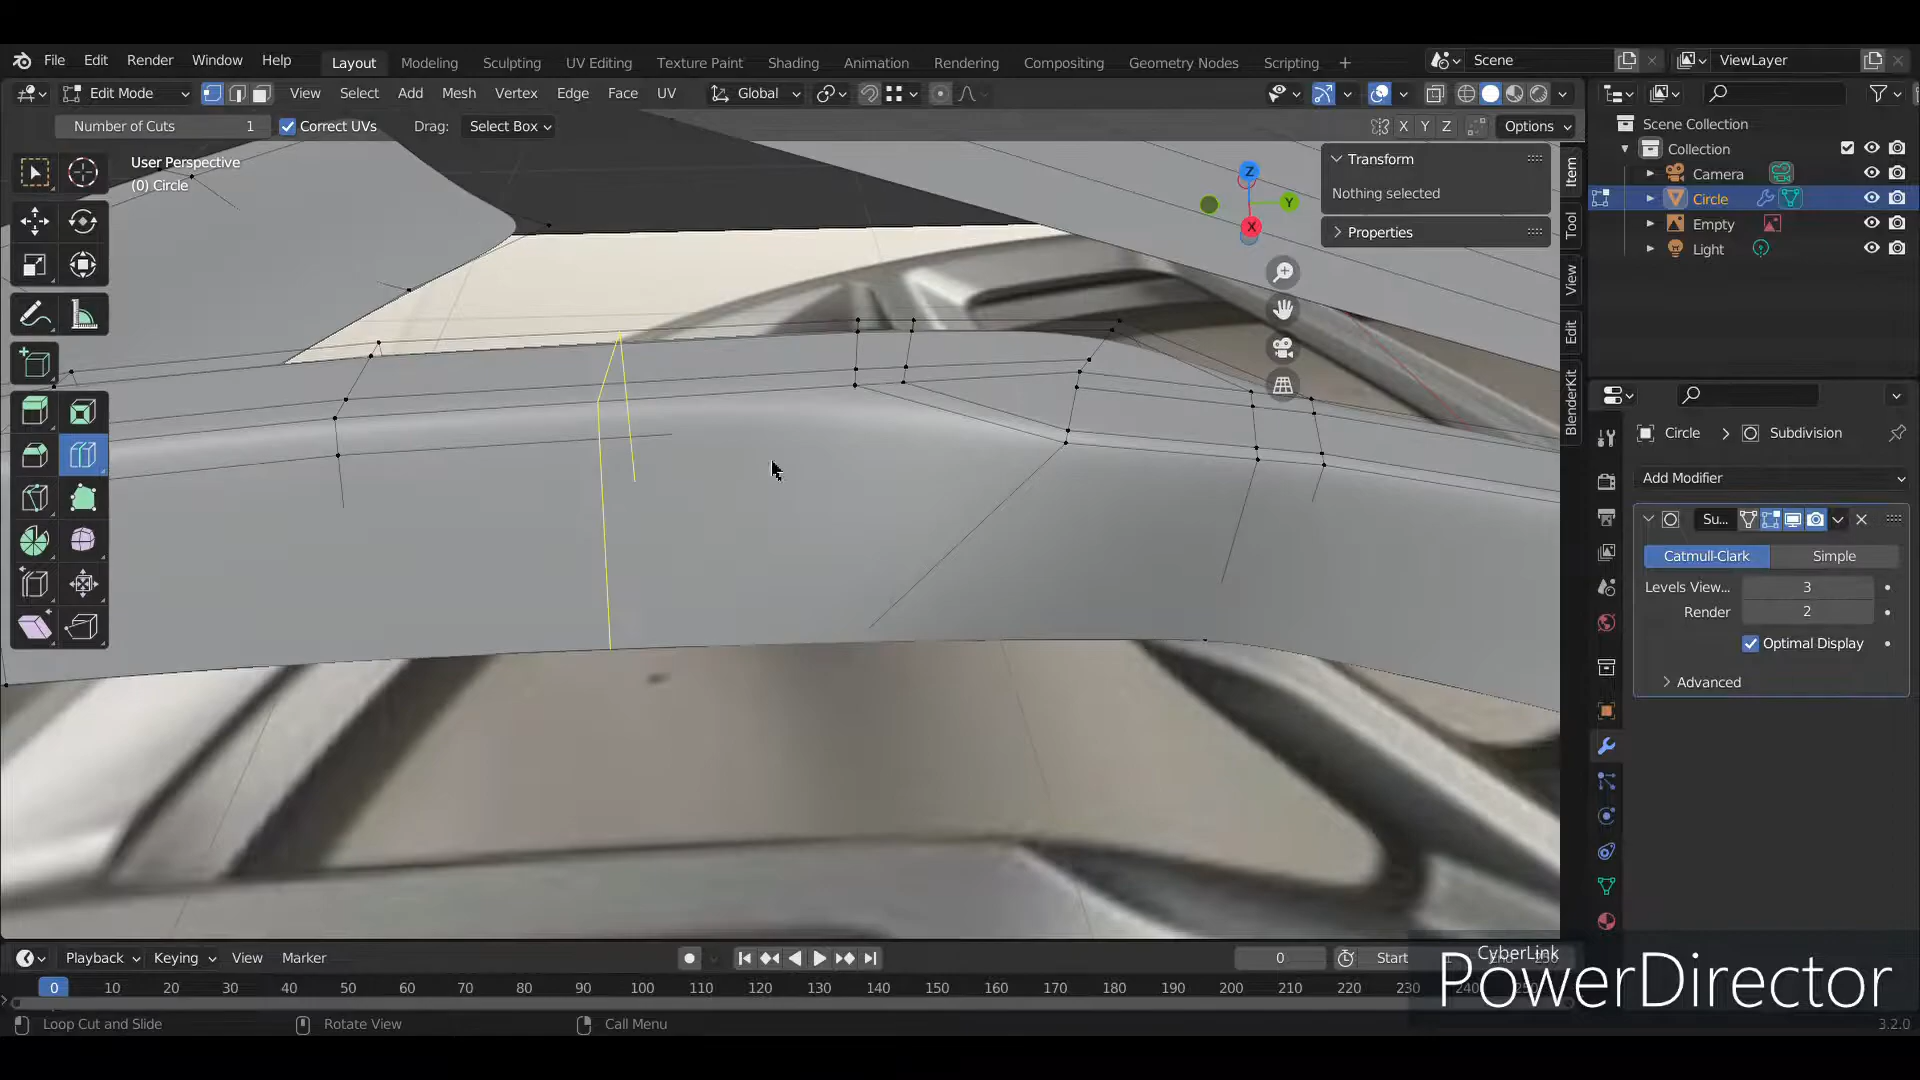 File Edit Render Window Help Layout Modeling Sculpting UV Editing Texture Paint Shading Animation Rendering Compositing Geometry Nodes Scripting + Scene ViewLayer
Edit Mode View Select Add Mesh Vertex Edge Face UV Global
Number of Cuts 1 Correct UVs Drag: Select Box X Y Z Options
User Perspective
(0) Circle
Z
Y
X
Transform
Nothing selected
Properties
Item
Tool
View
Edit
BlenderKit
Scene Collection
Collection
Camera
Circle
Empty
Light
Circle > Subdivision
Add Modifier
Su...
Catmull-Clark Simple
Levels View... 3
Render 2
Optimal Display
Advanced
Playback Keying View Marker 0 Start
0 10 20 30 40 50 60 70 80 90 100 110 120 130 140 150 160 170 180 190 200 210 220 230 240 250
CyberLink
PowerDirector
Loop Cut and Slide Rotate View Call Menu 3.2.0